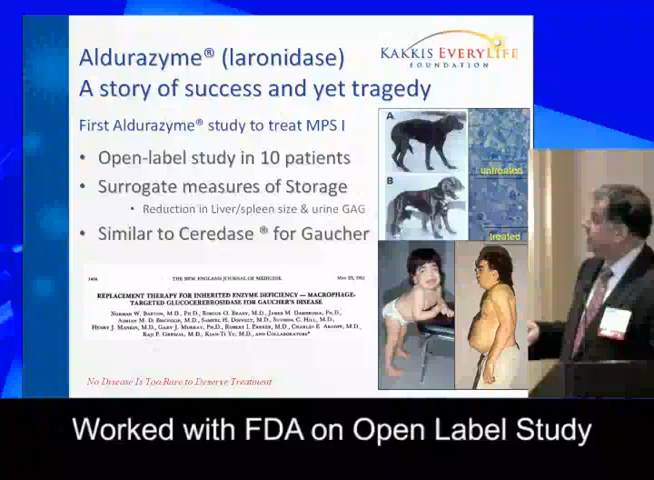 Aldurazyme® (laronidase)
A story of success and yet tragedy
KAKKIS EVERYLIFE
FOUNDATION
First Aldurazyme® study to treat MPS I
• Open-label study in 10 patients
• Surrogate measures of Storage
• Reduction in Liver/spleen size & urine GAG
• Similar to Ceredase ® for Gaucher
A
untreated
B
treated
THE NEW ENGLAND JOURNAL OF MEDICINE
REPLACEMENT THERAPY FOR INHERITED ENZYME DEFICIENCY — MACROPHAGE-
TARGETED GLUCOCEREBROSIDASE FOR GAUCHER'S DISEASE
No Disease Is Too Rare to Deserve Treatment
Worked with FDA on Open Label Study